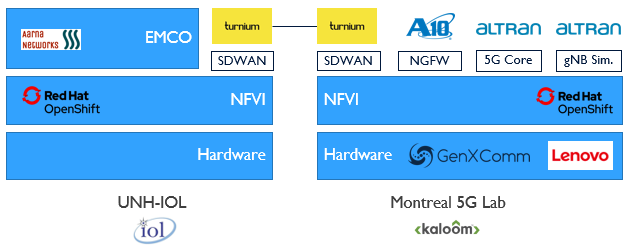 Aarna
Networks
EMCO
turnium
SDWAN
turnium
SDWAN
A10
NGFW
ALTRAN
5G Core
ALTRAN
gNB Sim.
Red Hat
OpenShift
NFVI
NFVI
Red Hat
OpenShift
Hardware
Hardware
GenXComm
Lenovo
UNH-IOL
iol
Montreal 5G Lab
kaloom